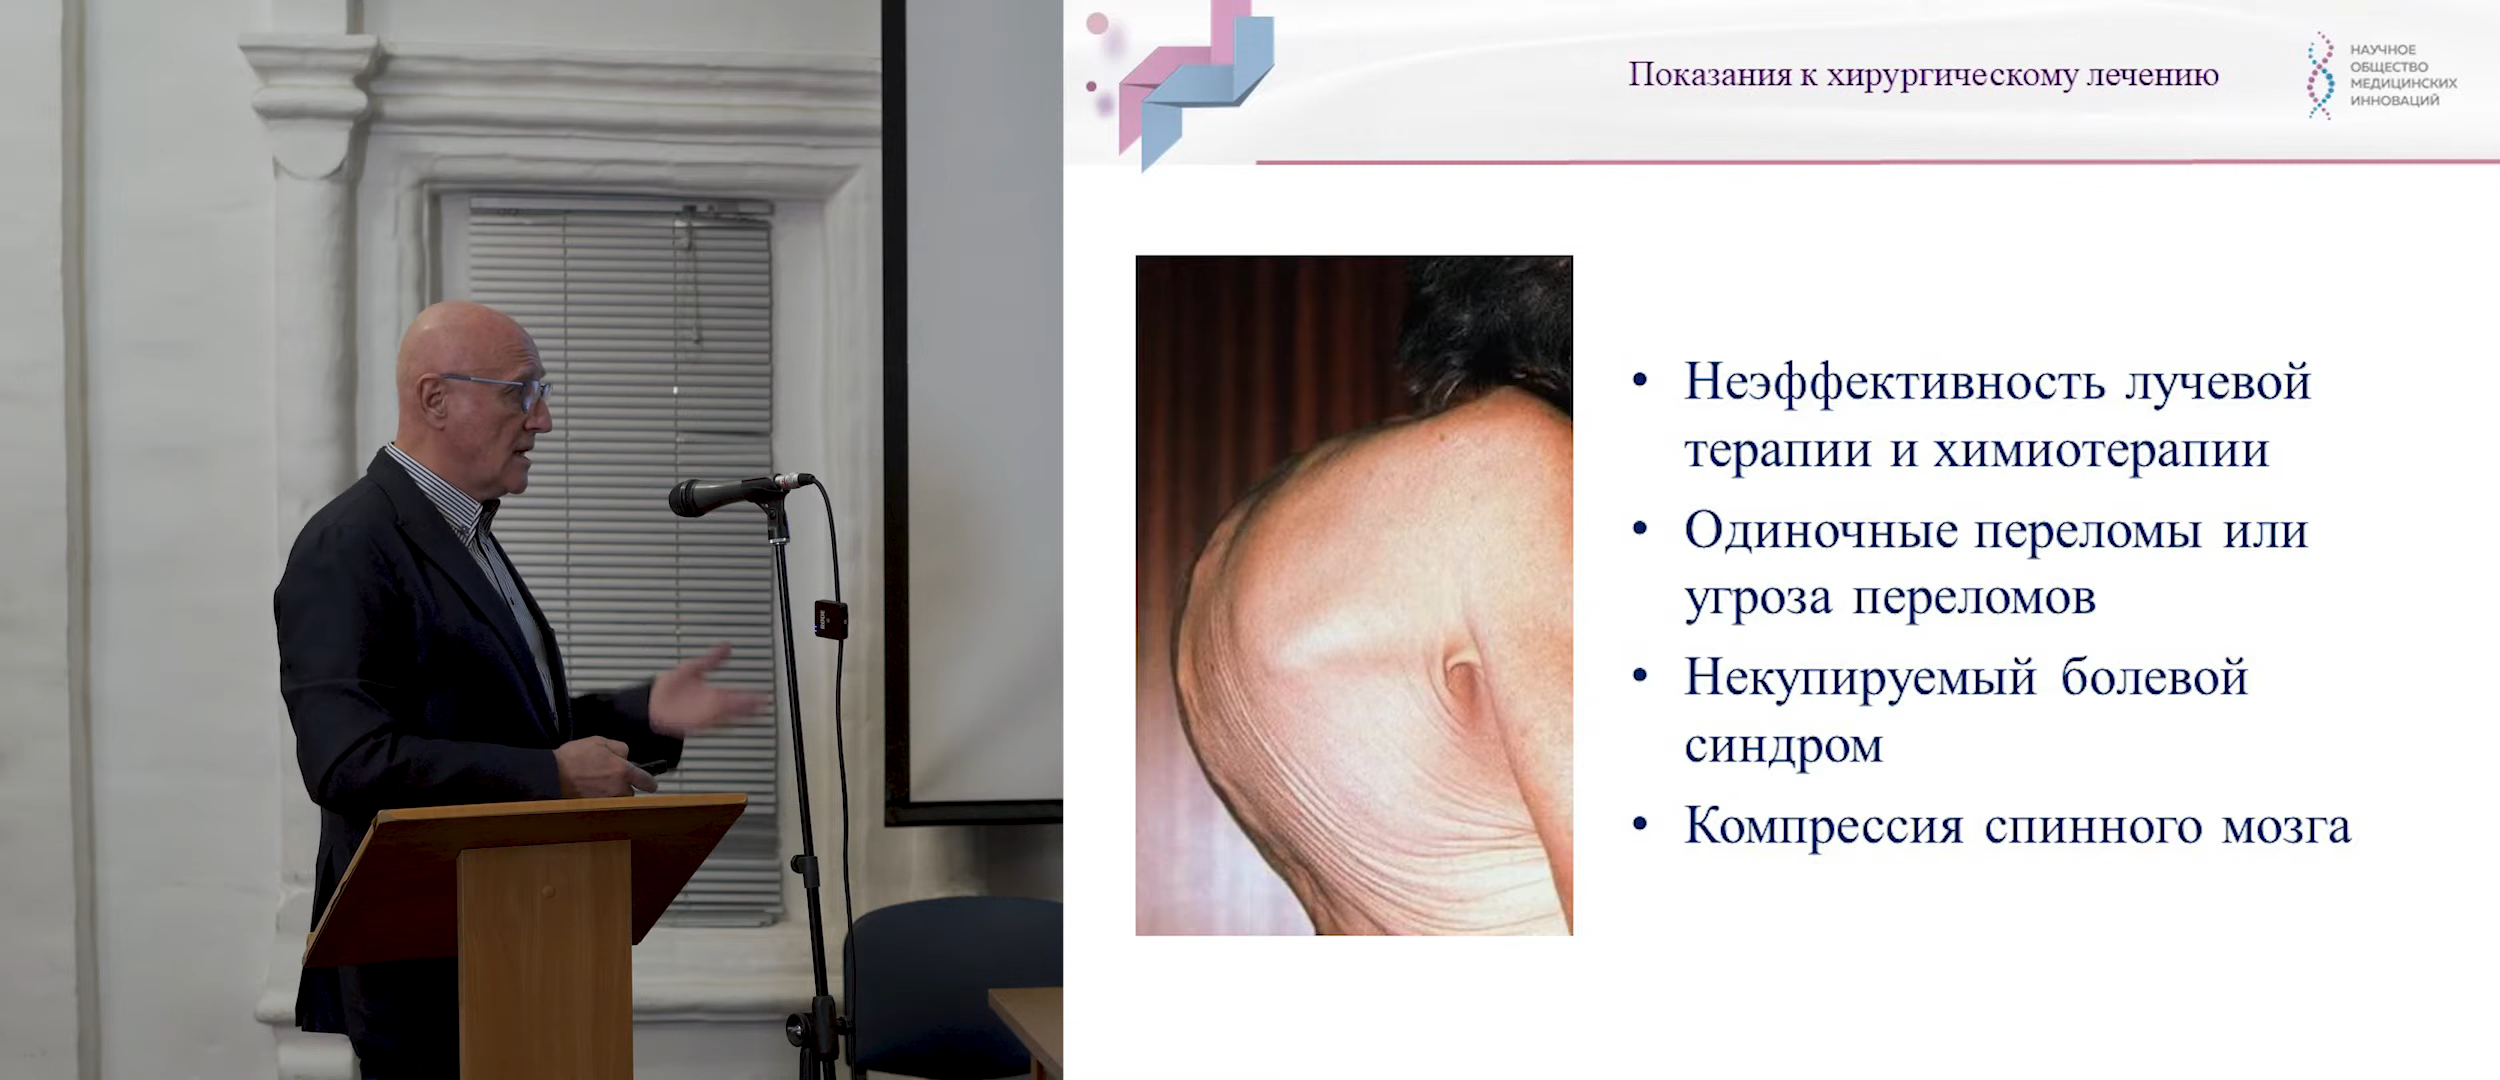 Показания к хирургическому лечению
НАУЧНОЕ
ОБЩЕСТВО
МЕДИЦИНСКИХ
ИННОВАЦИЙ
• Неэффективность лучевой
терапии и химиотерапии
• Одиночные переломы или
угроза переломов
• Некупируемый болевой
синдром
• Компрессия спинного мозга
RODE